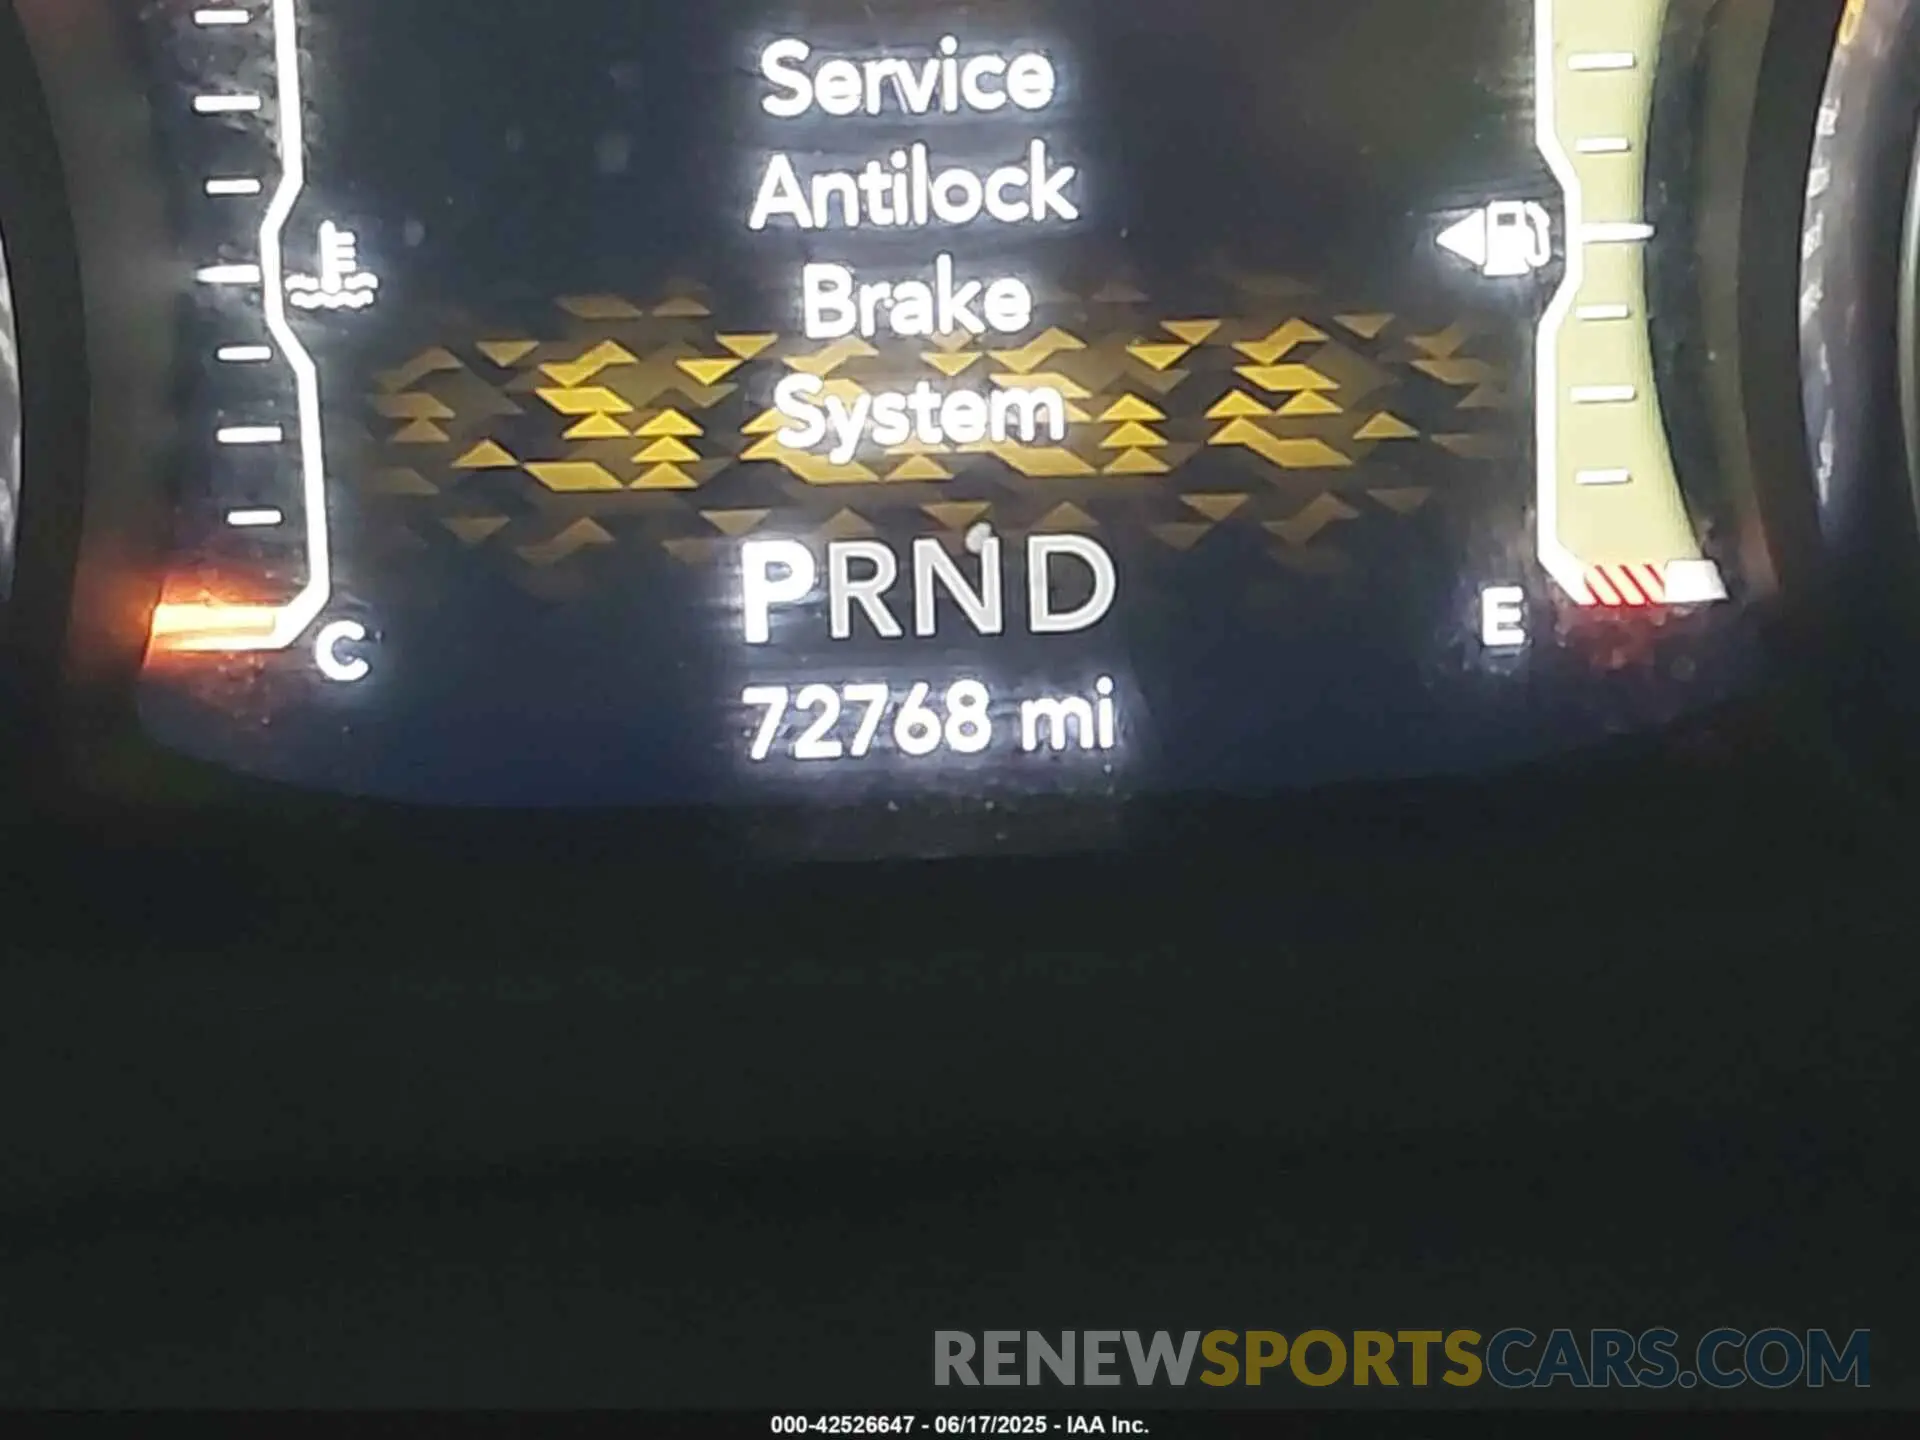 Service
Antilock
Brake
System
PRND
C
E
72768 mi
RENEWSPORTSCARS.COM
000-42526647 - 06/17/2025 - IAA Inc.